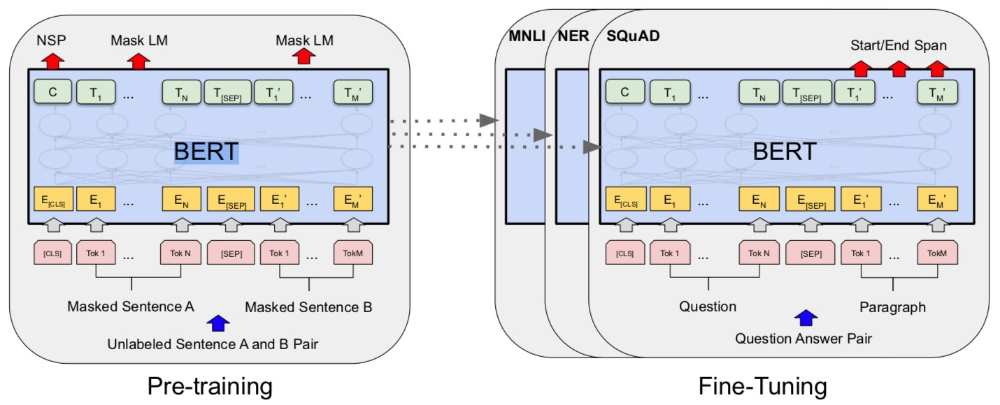 NSP Mask LM Mask LM
C T1 ... TN T[SEP] T1’ ... TM’
...
BERT
...
E[CLS] E1 ... EN E[SEP] E1’ ... EM’
[CLS] Tok 1 ... Tok N [SEP] Tok 1 ... TokM
Masked Sentence A Masked Sentence B
Unlabeled Sentence A and B Pair
Pre-training
MNLI NER SQuAD
Start/End Span
C T1 ... TN T[SEP] T1’ ... TM’
...
BERT
...
E[CLS] E1 ... EN E[SEP] E1’ ... EM’
[CLS] Tok 1 ... Tok N [SEP] Tok 1 ... TokM
Question Paragraph
Question Answer Pair
Fine-Tuning